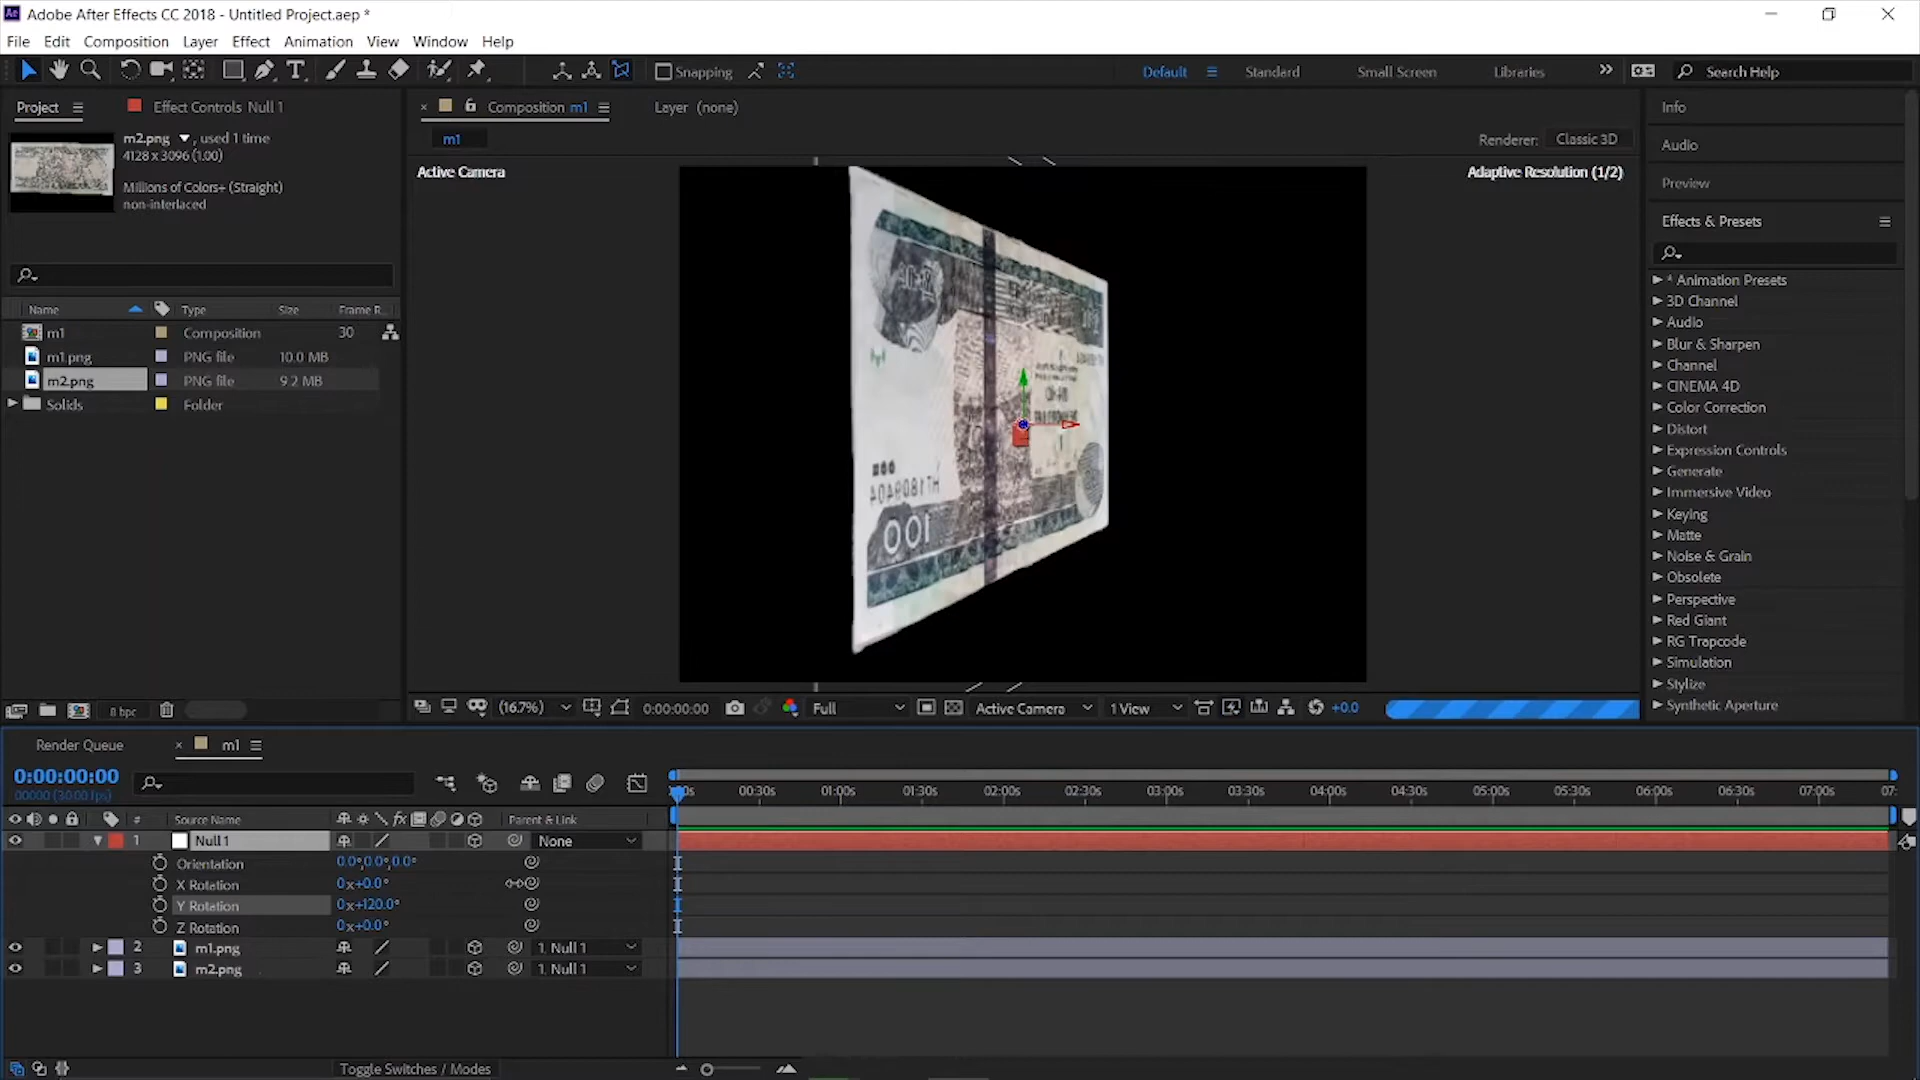 Adobe After Effects CC 2018 - Untitled Project.aep *
File Edit Composition Layer Effect Animation View Window Help
Snapping Default Standard Small Screen Libraries Search Help
Project Effect Controls Null 1
m2.png , used 1 time
4128 x 3096 (1.00)
Millions of Colors+ (Straight)
non-interlaced
Name Type Size Frame R...
m1 Composition 30
m1.png PNG file 10.0 MB
m2.png PNG file 9.2 MB
Solids Folder
8 bpc
Composition m1 Layer (none)
m1 Renderer: Classic 3D
Active Camera Adaptive Resolution (1/2)
HT1809404
100
(16.7%) 0:00:00:00 Full Active Camera 1 View +0.0
Info
Audio
Preview
Effects & Presets
* Animation Presets
3D Channel
Audio
Blur & Sharpen
Channel
CINEMA 4D
Color Correction
Distort
Expression Controls
Generate
Immersive Video
Keying
Matte
Noise & Grain
Obsolete
Perspective
Red Giant
RG Trapcode
Simulation
Stylize
Synthetic Aperture
Render Queue m1
0:00:00:00
00000 (30.00 fps)
00s 00:30s 01:00s 01:30s 02:00s 02:30s 03:00s 03:30s 04:00s 04:30s 05:00s 05:30s 06:00s 06:30s 07:00s 07:
# Source Name fx Parent & Link
1 Null 1 None
Orientation 0.0°,0.0°,0.0°
X Rotation 0x+0.0°
Y Rotation 0x+120.0°
Z Rotation 0x+0.0°
2 m1.png 1. Null 1
3 m2.png 1. Null 1
Toggle Switches / Modes